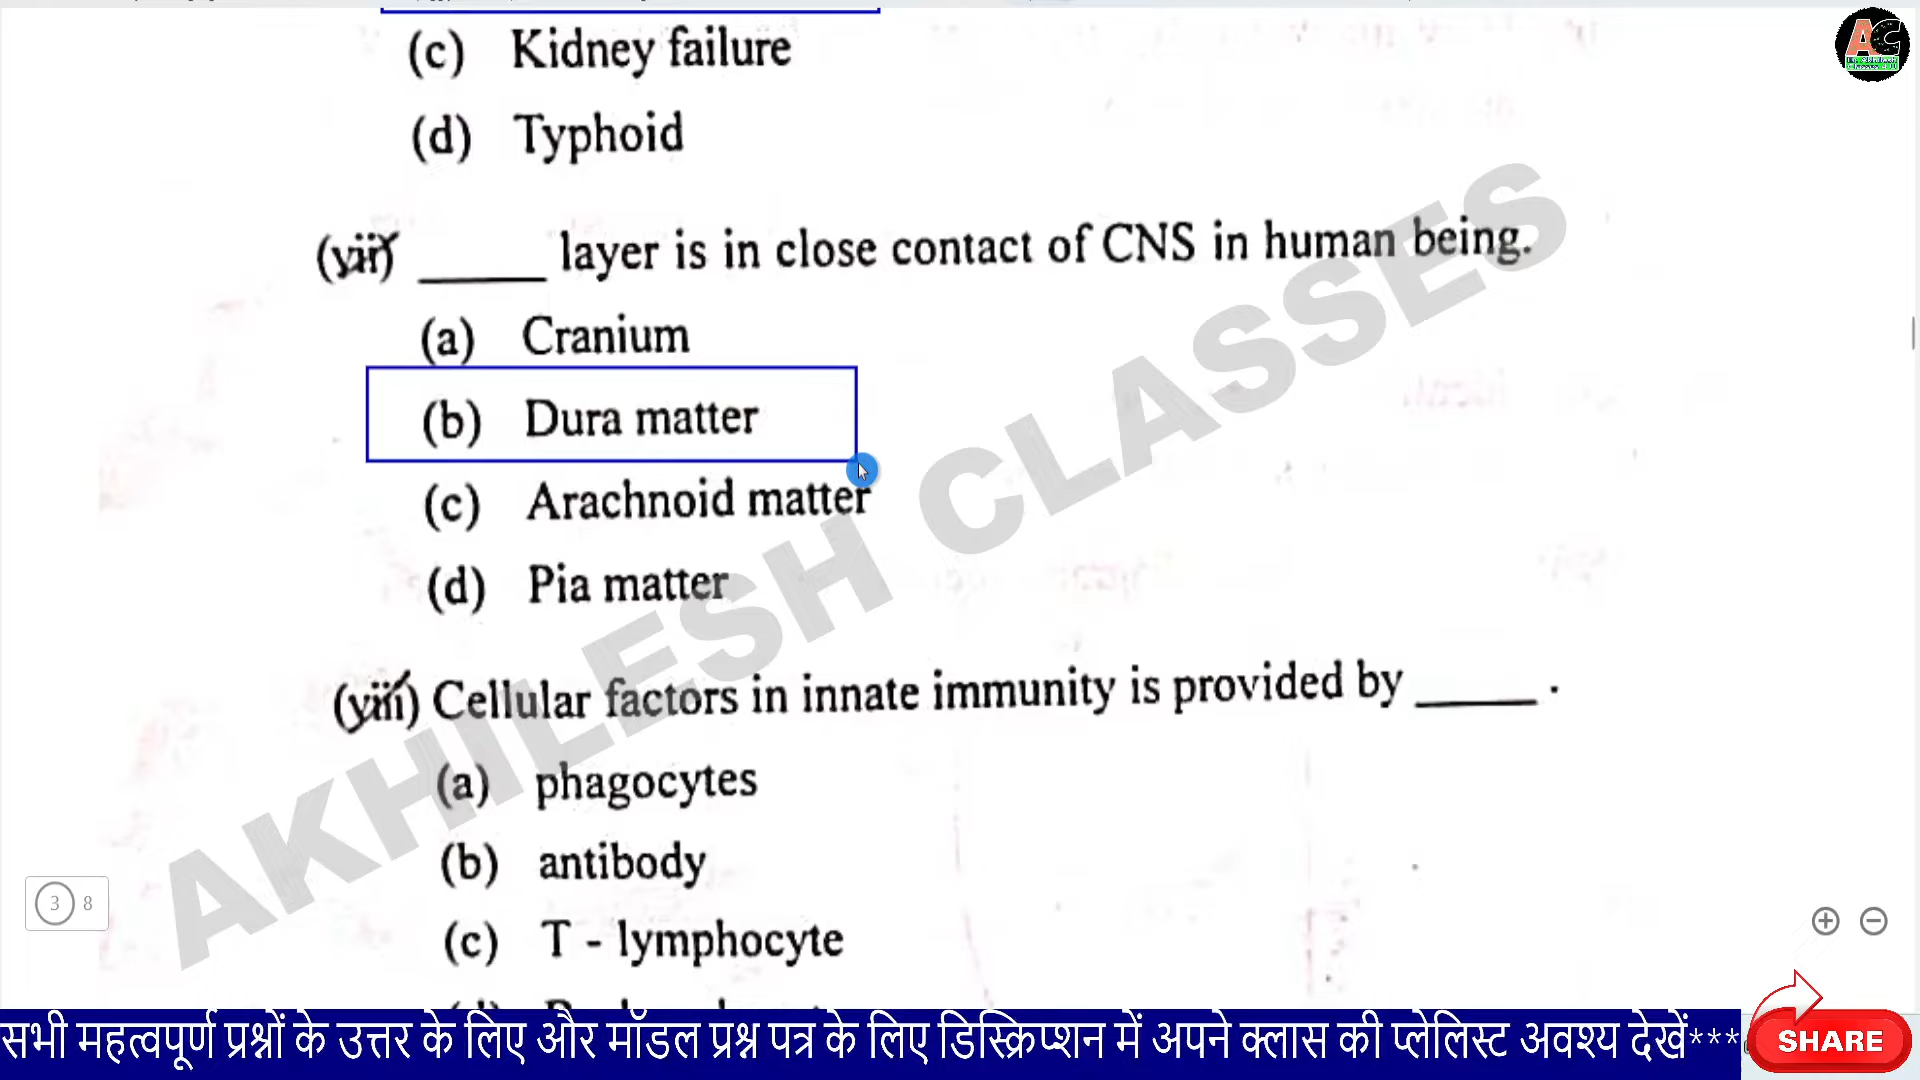 (c) Kidney failure
(d) Typhoid
(vii) _____ layer is in close contact of CNS in human being.
(a) Cranium
(b) Dura matter
(c) Arachnoid matter
(d) Pia matter
(viii) Cellular factors in innate immunity is provided by _____ .
(a) phagocytes
(b) antibody
(c) T - lymphocyte
AKHILESH CLASSES
3 8
AC
सभी महत्वपूर्ण प्रश्नों के उत्तर के लिए और मॉडल प्रश्न पत्र के लिए डिस्क्रिप्शन में अपने क्लास की प्लेलिस्ट अवश्य देखें***
SHARE